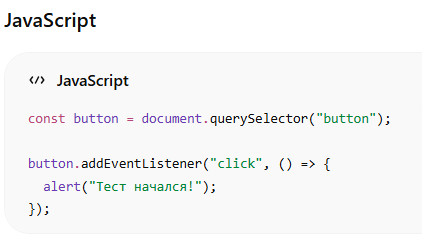 JavaScript
</> JavaScript
const button = document.querySelector("button");
button.addEventListener("click", () => {
  alert("Тест начался!");
});